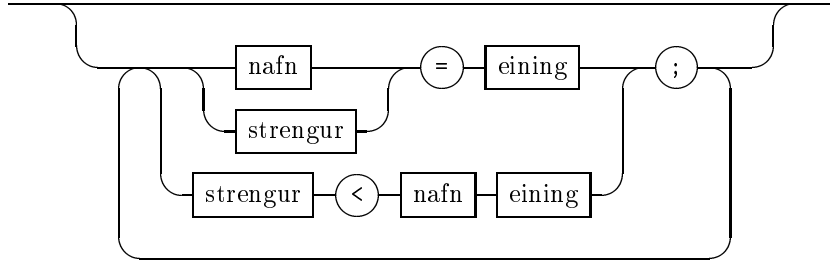 nafn = eining ;
strengur
strengur < nafn eining